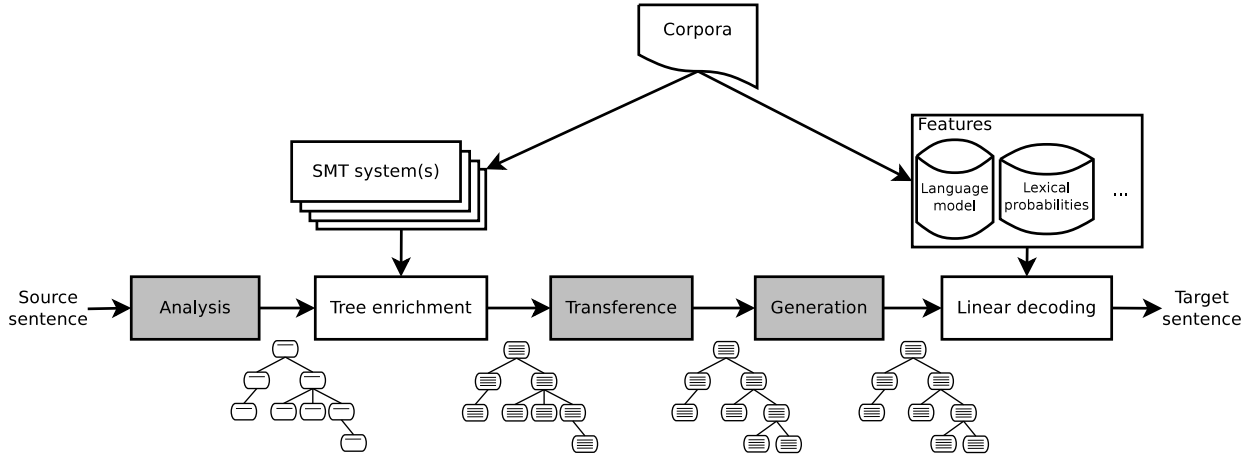 Corpora
Features
SMT system(s)
Language
model
Lexical
probabilities
...
Source
sentence
Analysis
Tree enrichment
Transference
Generation
Linear decoding
Target
sentence